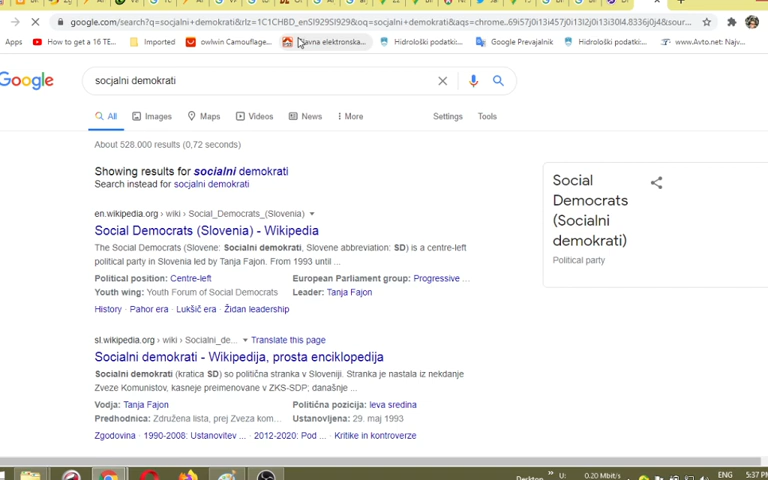 google.com/search?q=socjalni+demokrati&rlz=1C1CHBD_enSI929SI929&oq=socjalni+demokrati&aqs=chrome..69i57j0i13i457j0i13j0i13i30l4.8336j0j4&sour...
Apps How to get a 16 TE... Imported owlwin Camouflage... elektronska... Hidrološki podatki:... Google Prevajalnik Hidrološki podatki:... www.Avto.net: Najv...
Google socjalni demokrati
All Images Maps Videos News More Settings Tools
About 528.000 results (0,72 seconds)
Showing results for socialni demokrati
Search instead for socjalni demokrati
en.wikipedia.org › wiki › Social_Democrats_(Slovenia)
Social Democrats (Slovenia) - Wikipedia
The Social Democrats (Slovene: Socialni demokrati, Slovene abbreviation: SD) is a centre-left
political party in Slovenia led by Tanja Fajon. From 1993 until ...
Political position: Centre-left European Parliament group: Progressive ...
Youth wing: Youth Forum of Social Democrats Leader: Tanja Fajon
History · Pahor era · Lukšič era · Židan leadership
sl.wikipedia.org › wiki › Socialni_de... Translate this page
Socialni demokrati - Wikipedija, prosta enciklopedija
Socialni demokrati (kratica SD) so politična stranka v Sloveniji. Stranka je nastala iz nekdanje
Zveze Komunistov, kasneje preimenovane v ZKS-SDP; današnje ...
Vodja: Tanja Fajon Politična pozicija: leva sredina
Predhodnica: Združena lista, prej Zveza kom... Ustanovljena: 29. maj 1993
Zgodovina · 1990-2008: Ustanovitev ... · 2012-2020: Pod ... · Kritike in kontroverze
Social
Democrats
(Socialni
demokrati)
Political party
Desktop U: 0.20 Mbit/s ENG 5:37 P